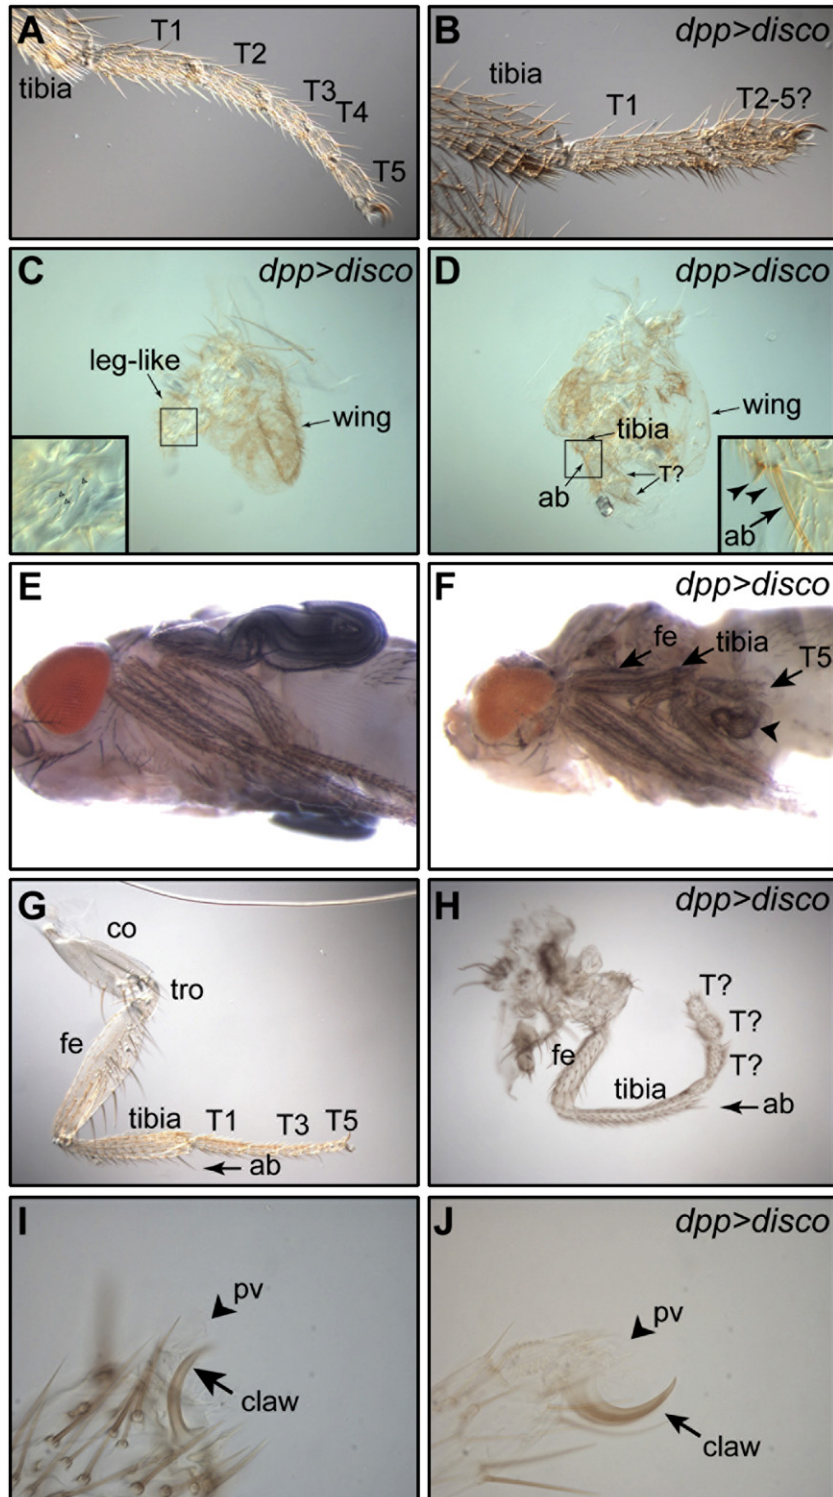 A
T1
T2
T3
T4
T5
tibia
B
dpp>disco
tibia
T1
T2-5?
C
dpp>disco
leg-like
wing
D
dpp>disco
wing
tibia
T?
ab
ab
E
F
dpp>disco
fe
tibia
T5
G
co
tro
fe
tibia
T1
T3
T5
ab
H
dpp>disco
T?
T?
T?
fe
tibia
ab
I
pv
claw
J
dpp>disco
pv
claw